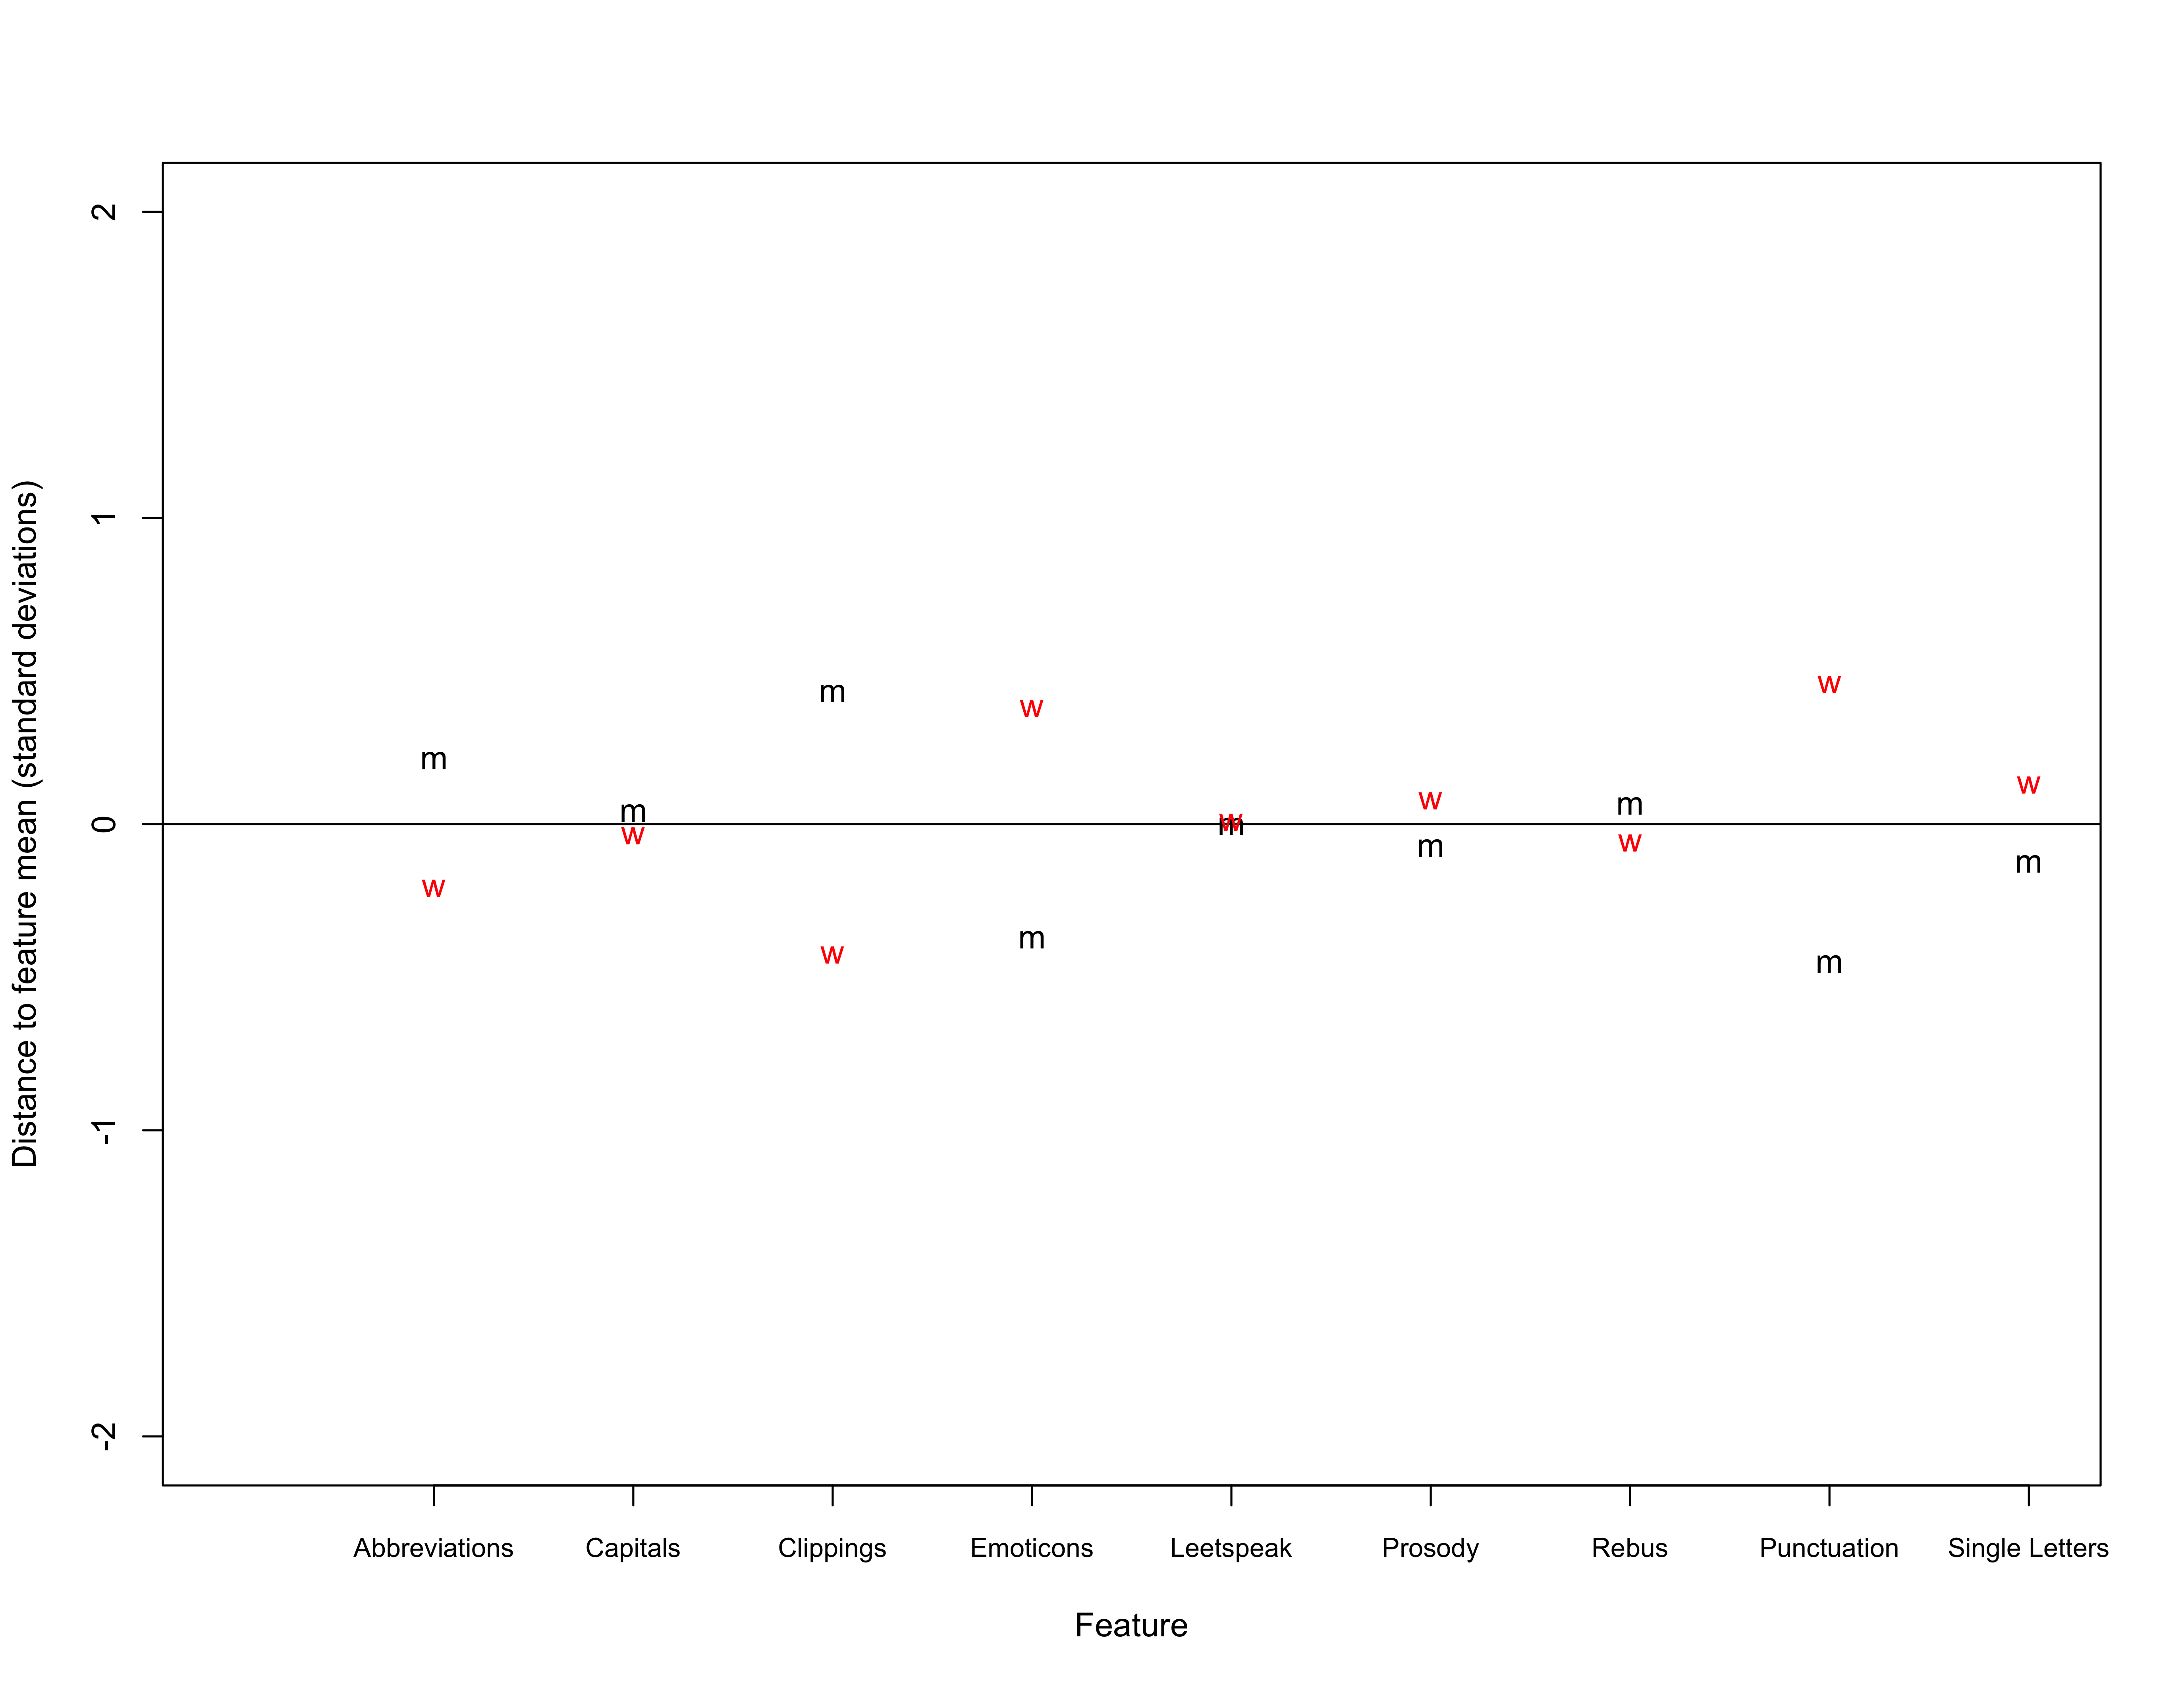 2
1
0
-1
-2
Distance to feature mean (standard deviations)
m
w
m
w
m
w
w
m
w
m
w
m
m
w
w
m
w
m
Abbreviations Capitals Clippings Emoticons Leetspeak Prosody Rebus Punctuation Single Letters
Feature